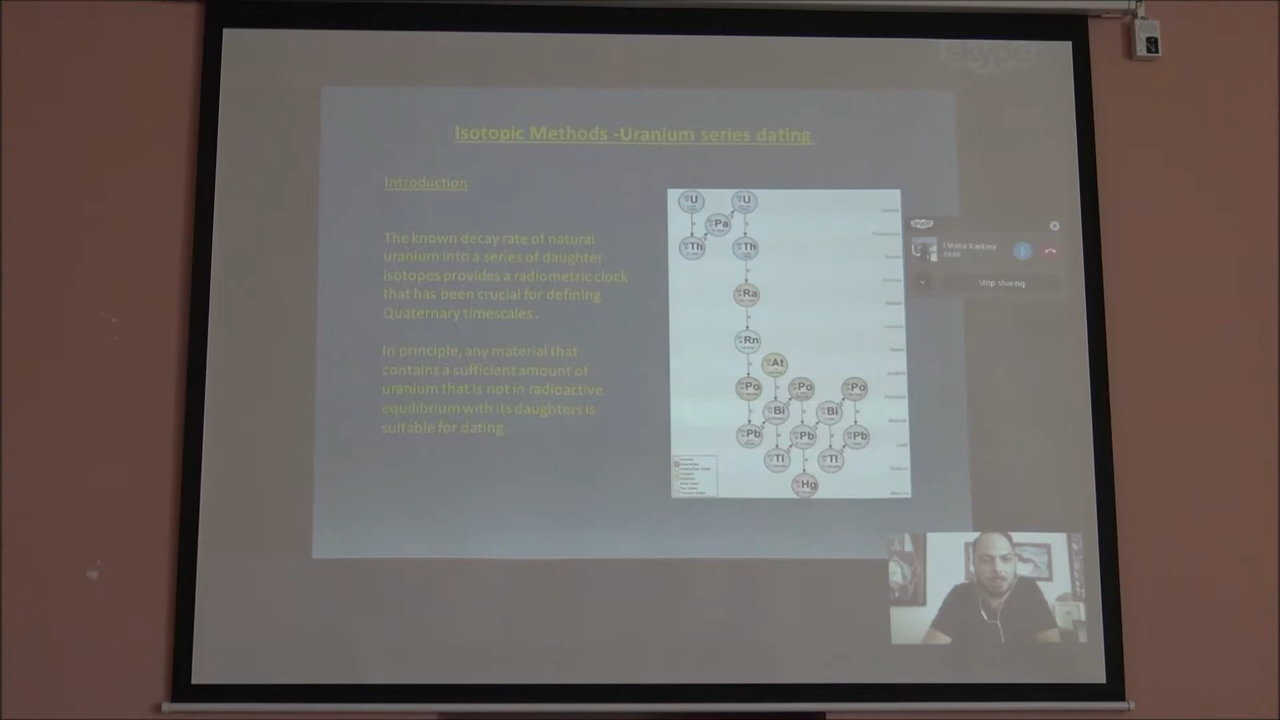 skype
Isotopic Methods -Uranium series dating
Introduction
The known decay rate of natural
uranium into a series of daughter
isotopes provides a radiometric clock
that has been crucial for defining
Quaternary timescales .
In principle, any material that
contains a sufficient amount of
uranium that is not in radioactive
equilibrium with its daughters is
suitable for dating.
U U
Pa
Th Th
Ra
Rn
At
Po Po Po
Bi Bi
Pb Pb Pb
Tl Tl
Hg
skype
Stop sharing